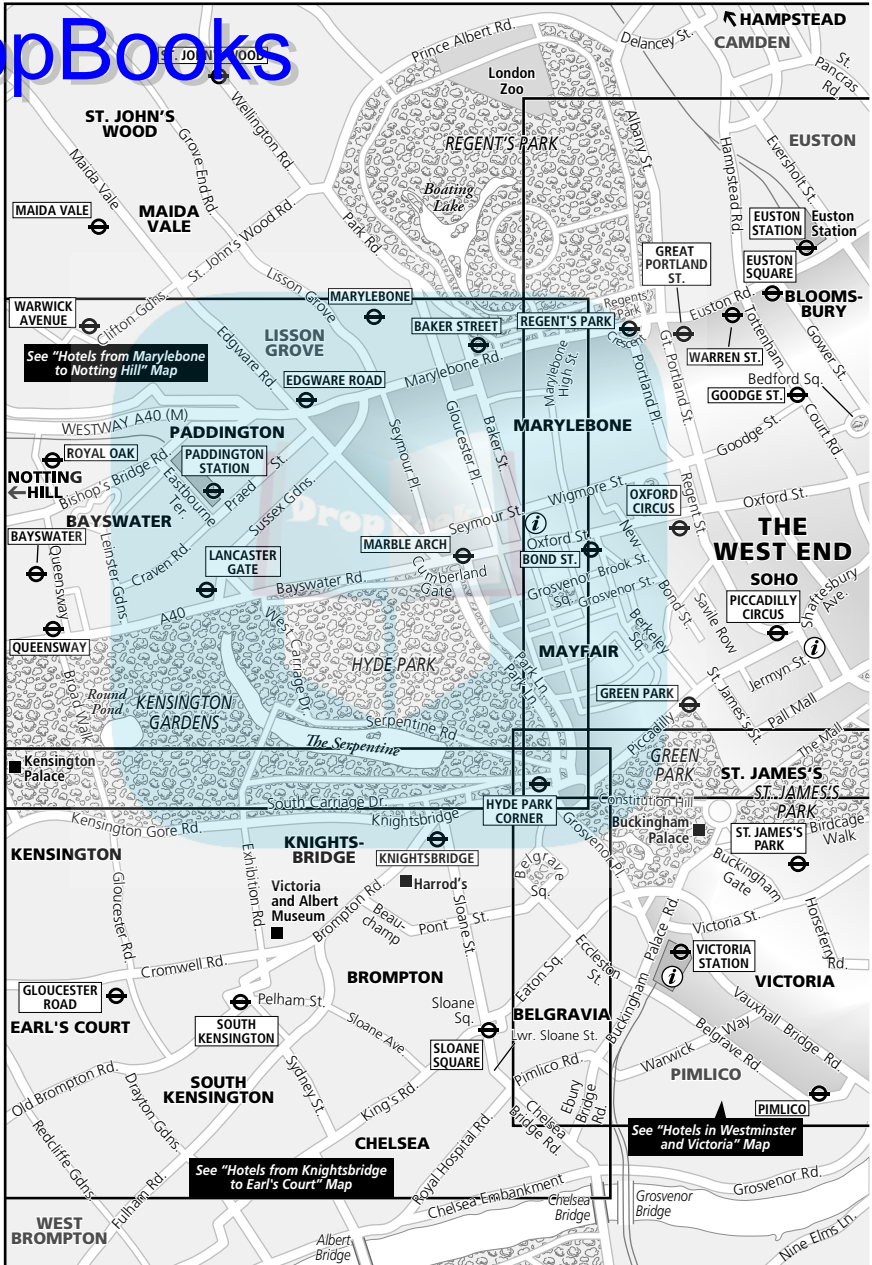 opBooks
HAMPSTEAD
CAMDEN
Delancey St.
St. Pancras Rd.
Prince Albert Rd.
London
Zoo
ST. JOHN'S WOOD
ST. JOHN'S
WOOD
Wellington Rd.
Grove-End Rd.
Maida Vale
REGENT'S PARK
Albany St.
EUSTON
Hampstead Rd.
Eversholt St.
Boating
Lake
MAIDA VALE
MAIDA
VALE
St. John's Wood Rd.
Park Rd.
EUSTON
STATION
Euston
Station
GREAT
PORTLAND
ST.
EUSTON
SQUARE
Lisson Grove
Clifton Gdns.
MARYLEBONE
Regents
Park
Crescent
Euston Rd.
BLOOMS-
BURY
WARWICK
AVENUE
LISSON
GROVE
BAKER STREET
REGENT'S PARK
WARREN ST.
Tottenham
Court Rd
Gower St.
See "Hotels from Marylebone
to Notting Hill" Map
Edgware Rd.
Marylebone Rd.
Marylebone
High St.
Portland Pl.
Gt. Portland St.
Bedford Sq.
GOODGE ST.
EDGWARE ROAD
WESTWAY A40 (M)
PADDINGTON
Seymour Pl.
Gloucester Pl.
Baker St.
MARYLEBONE
Goodge St.
ROYAL OAK
PADDINGTON
STATION
NOTTING
HILL
Bishop's Bridge Rd.
Eastbourne
Ter.
Praed St.
Sussex Gdns.
Wigmore St.
OXFORD
CIRCUS
Regent St.
Oxford St.
BAYSWATER
BAYSWATER
Drop Books
Seymour St.
i
THE
WEST END
Queensway
Leinster Gdns.
Craven Rd.
LANCASTER
GATE
MARBLE ARCH
Oxford St.
BOND ST.
New
Bond St.
Cumberland
Gate
Bayswater Rd.
Grosvenor
Sq.
Brook St.
Grosvenor St.
Savile Row
SOHO
PICCADILLY
CIRCUS
Shaftesbury
Ave.
A40
QUEENSWAY
West Carriage Dr.
HYDE PARK
Berkeley
Sq.
MAYFAIR
i
Jermyn St.
Park Ln.
Park Ln.
GREEN PARK
St. James's St.
Pall Mall
Broad Walk
Round
Pond
KENSINGTON
GARDENS
Serpentine Rd
The Serpentine
Piccadilly
The Mall
GREEN
PARK
Kensington
Palace
ST. JAMES'S
ST. JAMES'S
PARK
South Carriage Dr.
HYDE PARK
CORNER
Constitution Hill
Kensington Gore Rd.
Knightsbridge
Buckingham
Palace
Birdcage
Walk
ST. JAMES'S
PARK
KENSINGTON
KNIGHTS-
BRIDGE
KNIGHTSBRIDGE
Grosvenor Pl.
Belgrave
Sq.
Buckingham
Gate
Exhibition Rd.
Gloucester Rd.
Victoria
and Albert
Museum
Harrod's
Brompton Rd.
Beau-
champ
Pont St.
Sloane St.
Victoria St.
Horseferry
Rd.
Cromwell Rd.
Eccleston
St.
Buckingham Palace Rd.
VICTORIA
STATION
i
VICTORIA
GLOUCESTER
ROAD
EARL'S COURT
BROMPTON
Eaton Sq.
Pelham St.
SOUTH
KENSINGTON
Sloane
Sq.
BELGRAVIA
Lwr. Sloane St.
Vauxhall Bridge Rd.
Belgrave Rd.
Sloane Ave.
SLOANE
SQUARE
Warwick Way
Old Brompton Rd.
Drayton Gdns.
SOUTH
KENSINGTON
Sydney St.
King's Rd.
Pimlico Rd.
Ebury
Bridge
Rd.
PIMLICO
PIMLICO
Redcliffe Gdns.
Chelsea
Bridge Rd.
Royal Hospital Rd.
CHELSEA
See "Hotels in Westminster
and Victoria" Map
See "Hotels from Knightsbridge
to Earl's Court" Map
Fulham Rd.
Grosvenor Rd.
Chelsea Embankment
Chelsea
Bridge
Grosvenor
Bridge
WEST
BROMPTON
Albert
Bridge
Nine Elms Ln.